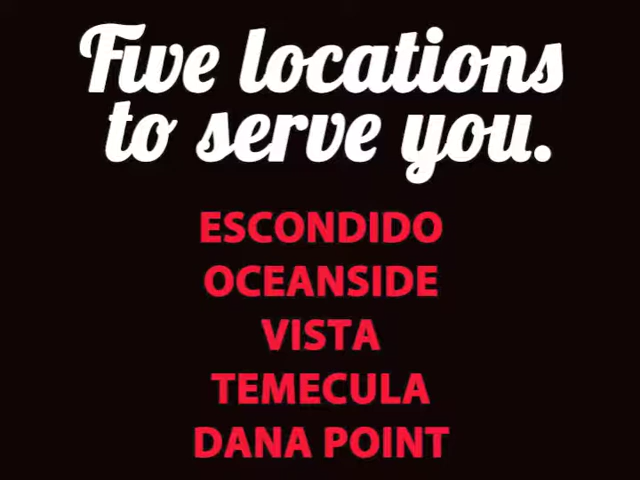 Five locations
to serve you.
ESCONDIDO
OCEANSIDE
VISTA
TEMECULA
DANA POINT